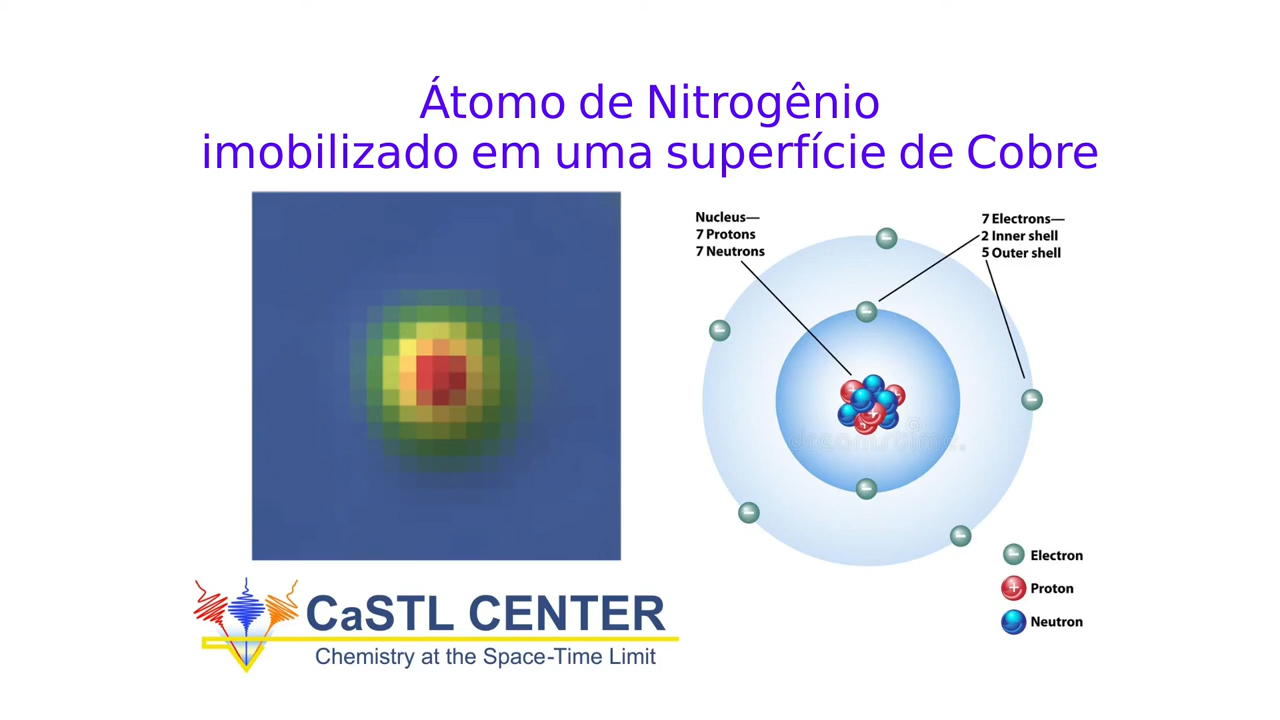 Átomo de Nitrogênio
imobilizado em uma superfície de Cobre
Nucleus—
7 Protons
7 Neutrons
7 Electrons—
2 Inner shell
5 Outer shell
Electron
Proton
Neutron
CaSTL CENTER
Chemistry at the Space-Time Limit